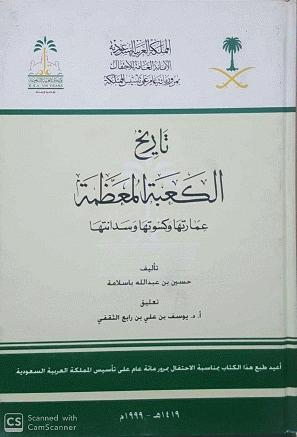 المملكة العربية السعودية
الأمانة العامة للاحتفال
بمرور مائة عام على تأسيس المملكة
تاريخ
الكعبة المعظمة
عمارتها وكسوتها وسدانتها
تأليف
حسين بن عبدالله باسلامة
تعليق
أ.د. يوسف بن علي بن رابع الثقفي
أعيد طبع هذا الكتاب بمناسبة الاحتفال بمرور مائة عام على تأسيس المملكة العربية السعودية
١٤١٩هـ - ١٩٩٩م
CS Scanned with
CamScanner